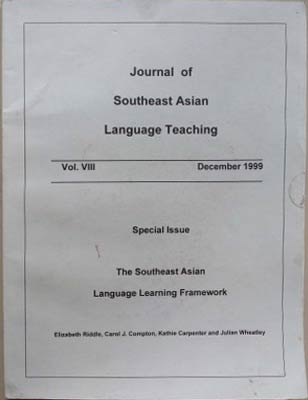 Journal of
Southeast Asian
Language Teaching
Vol. VIII December 1999
Special Issue
The Southeast Asian
Language Learning Framework
Elizabeth Riddle, Carol J. Compton, Kathie Carpenter and Julian Wheatley